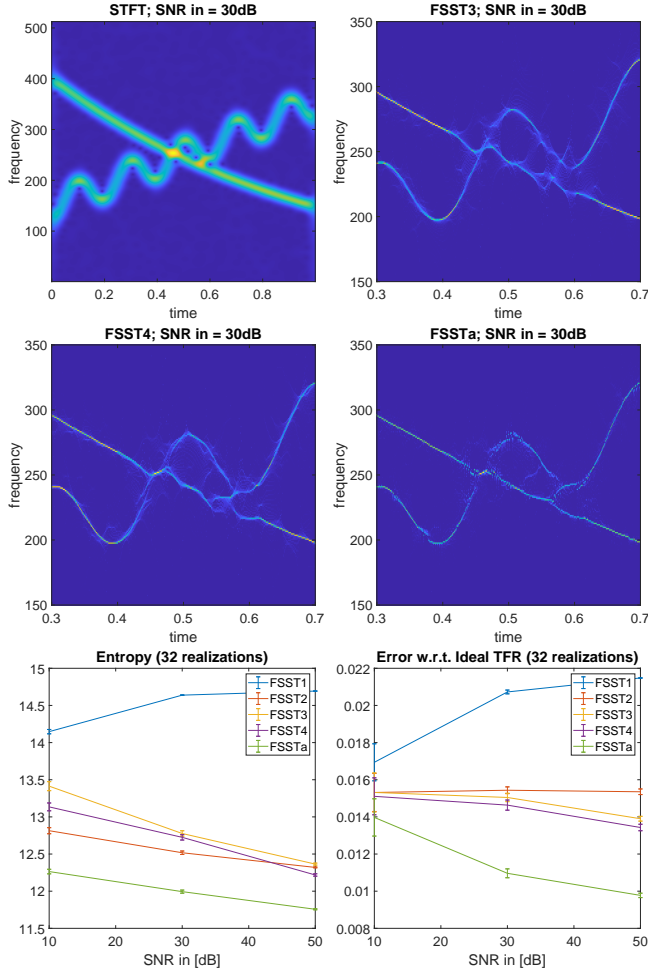 STFT; SNR in = 30dB
500
400
300
200
100
0 0.2 0.4 0.6 0.8
time
frequency
FSST3; SNR in = 30dB
350
300
250
200
150
0.3 0.4 0.5 0.6 0.7
time
frequency
FSST4; SNR in = 30dB
350
300
250
200
150
0.3 0.4 0.5 0.6 0.7
time
frequency
FSSTa; SNR in = 30dB
350
300
250
200
150
0.3 0.4 0.5 0.6 0.7
time
frequency
Entropy (32 realizations)
15
14.5
14
13.5
13
12.5
12
11.5
10 20 30 40 50
SNR in [dB]
FSST1
FSST2
FSST3
FSST4
FSSTa
Error w.r.t. Ideal TFR (32 realizations)
0.022
0.02
0.018
0.016
0.014
0.012
0.01
0.008
10 20 30 40 50
SNR in [dB]
FSST1
FSST2
FSST3
FSST4
FSSTa